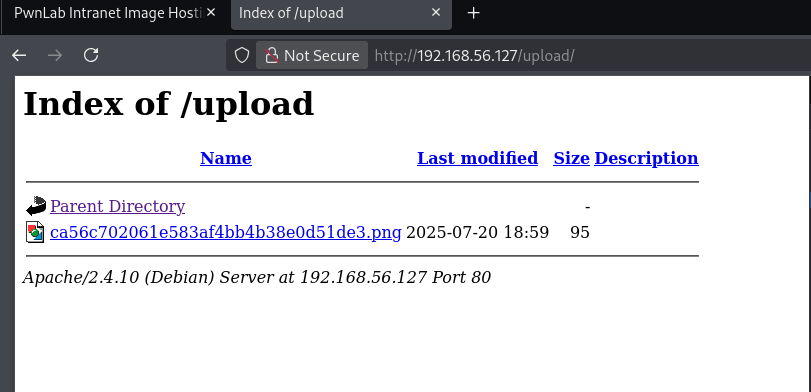 PwnLab Intranet Image Hosti
Index of /upload
Not Secure http://192.168.56.127/upload/
Index of /upload
Name Last modified Size Description
Parent Directory -
ca56c702061e583af4bb4b38e0d51de3.png 2025-07-20 18:59 95
Apache/2.4.10 (Debian) Server at 192.168.56.127 Port 80